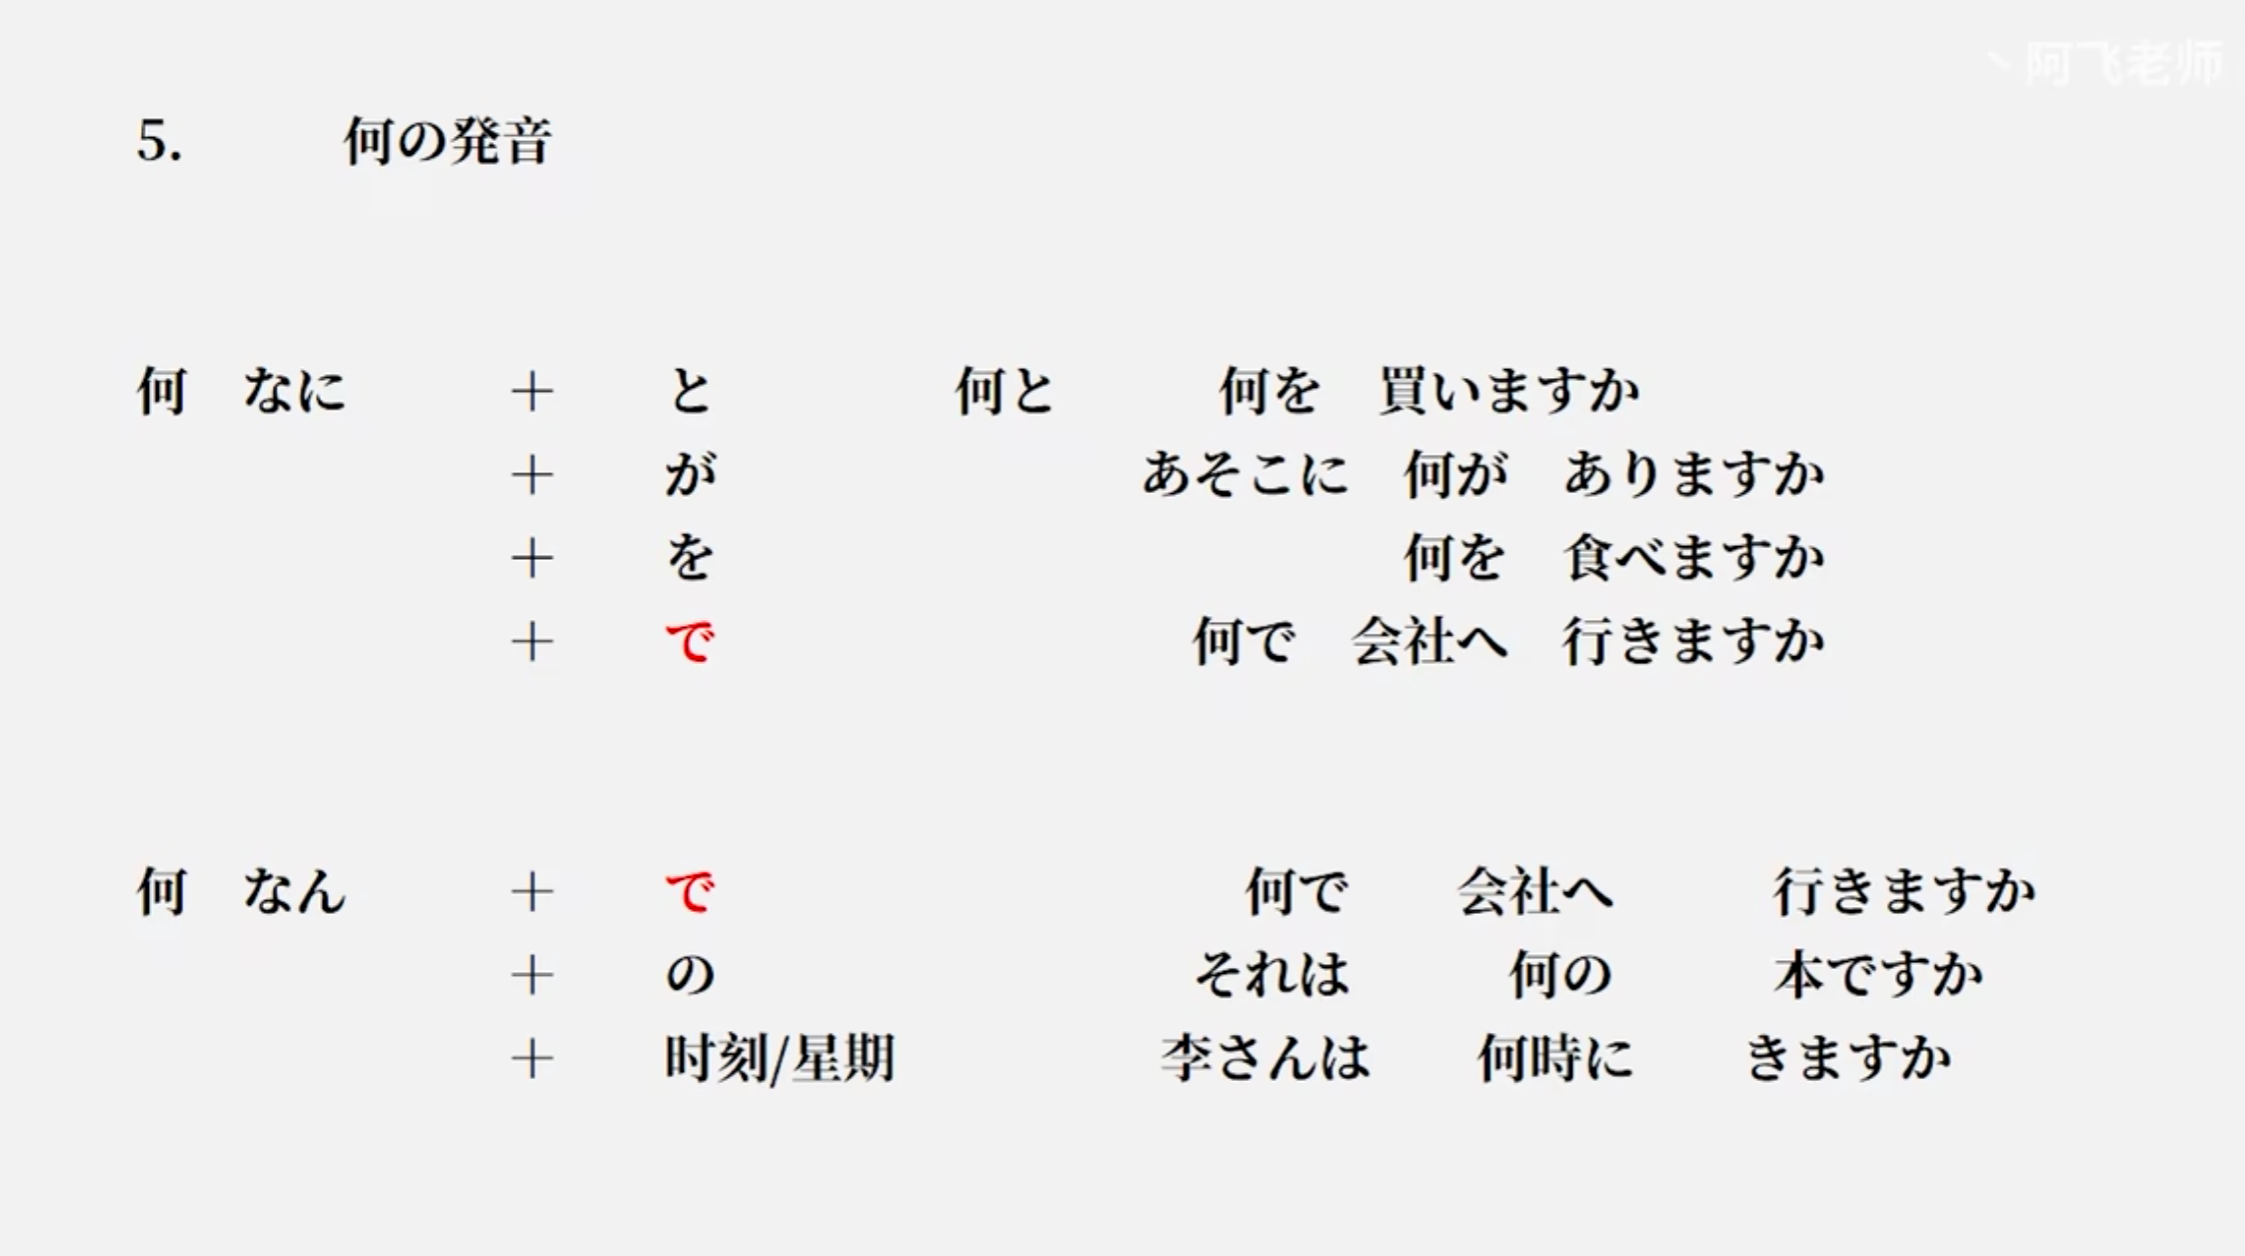 丶阿飞老师
5. 何の発音
何 なに ＋ と 何と 何を 買いますか
＋ が あそこに 何が ありますか
＋ を 何を 食べますか
＋ で 何で 会社へ 行きますか
何 なん ＋ で 何で 会社へ 行きますか
＋ の それは 何の 本ですか
＋ 时刻/星期 李さんは 何時に きますか